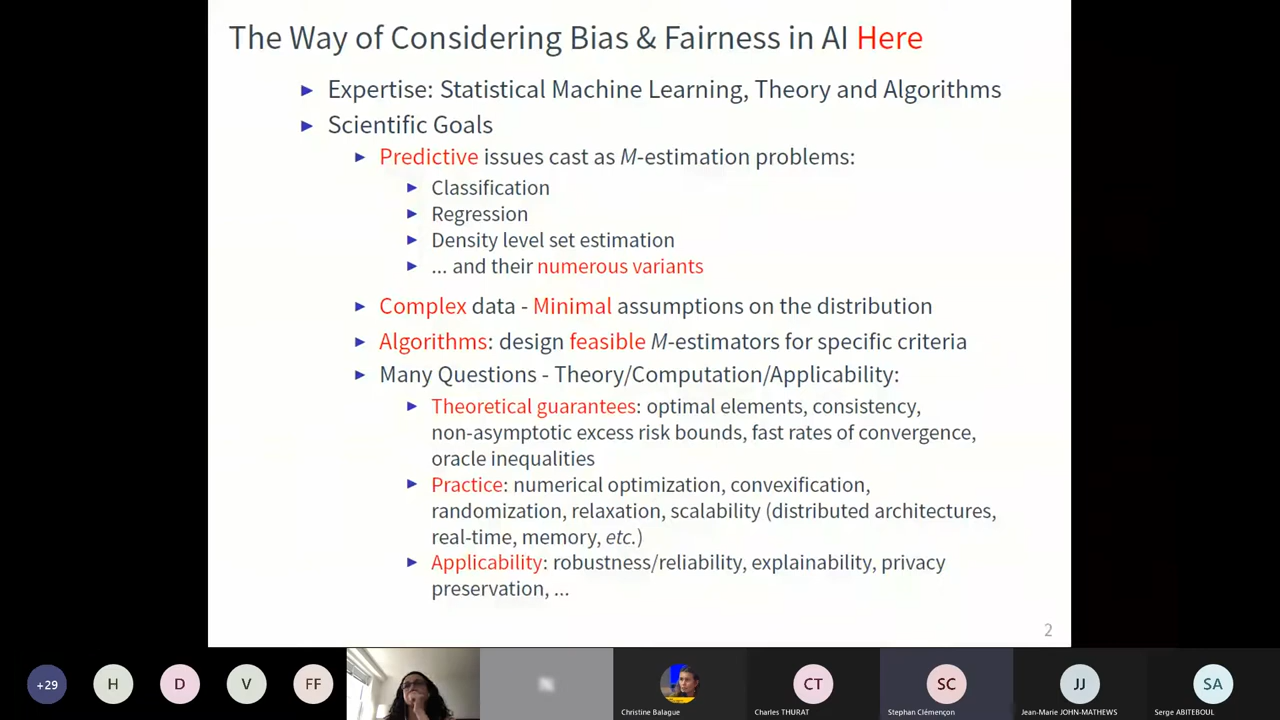 The Way of Considering Bias & Fairness in AI Here
► Expertise: Statistical Machine Learning, Theory and Algorithms
► Scientific Goals
► Predictive issues cast as M-estimation problems:
► Classification
► Regression
► Density level set estimation
► ... and their numerous variants
► Complex data - Minimal assumptions on the distribution
► Algorithms: design feasible M-estimators for specific criteria
► Many Questions - Theory/Computation/Applicability:
► Theoretical guarantees: optimal elements, consistency,
non-asymptotic excess risk bounds, fast rates of convergence,
oracle inequalities
► Practice: numerical optimization, convexification,
randomization, relaxation, scalability (distributed architectures,
real-time, memory, etc.)
► Applicability: robustness/reliability, explainability, privacy
preservation, ...
2
+29 H D V FF N CT SC JJ SA
Christine Balague Charles THURAT Stephan Clémençon Jean-Marie JOHN-MATHEWS Serge ABITEBOUL